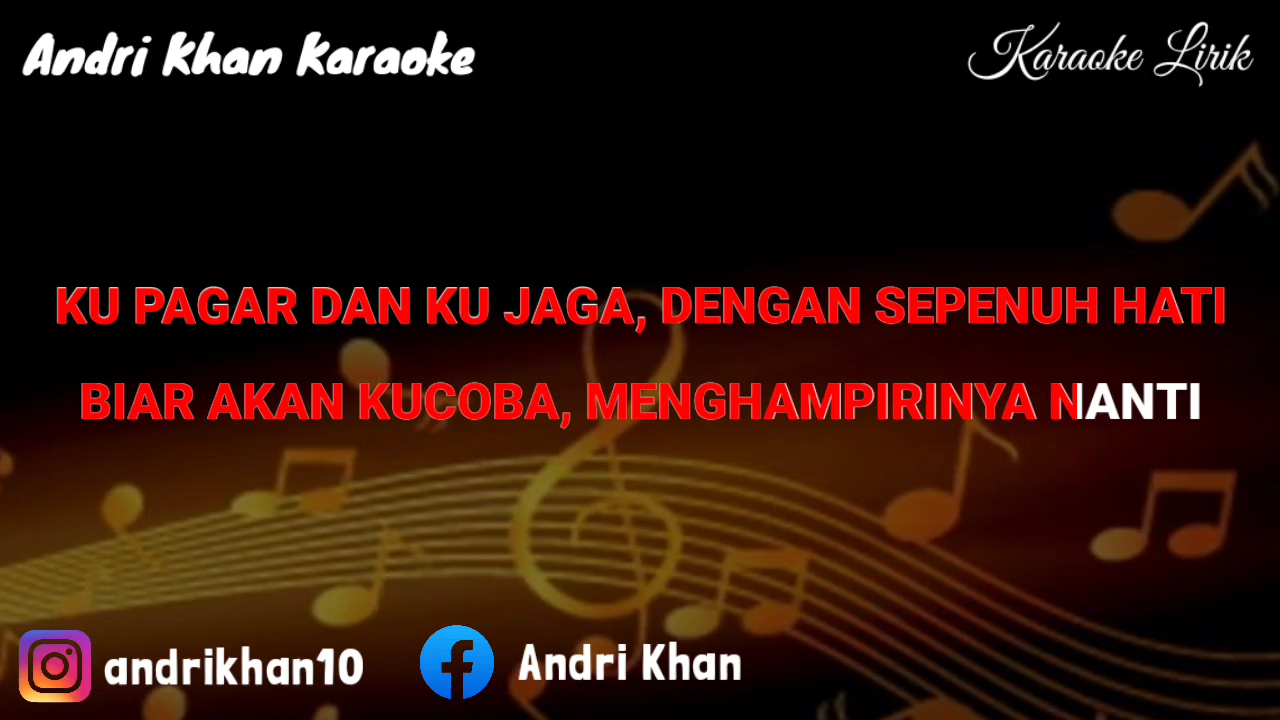 Andri Khan Karaoke
Karaoke Lirik
KU PAGAR DAN KU JAGA, DENGAN SEPENUH HATI
BIAR AKAN KUCOBA, MENGHAMPIRINYA NANTI
andrikhan10
Andri Khan